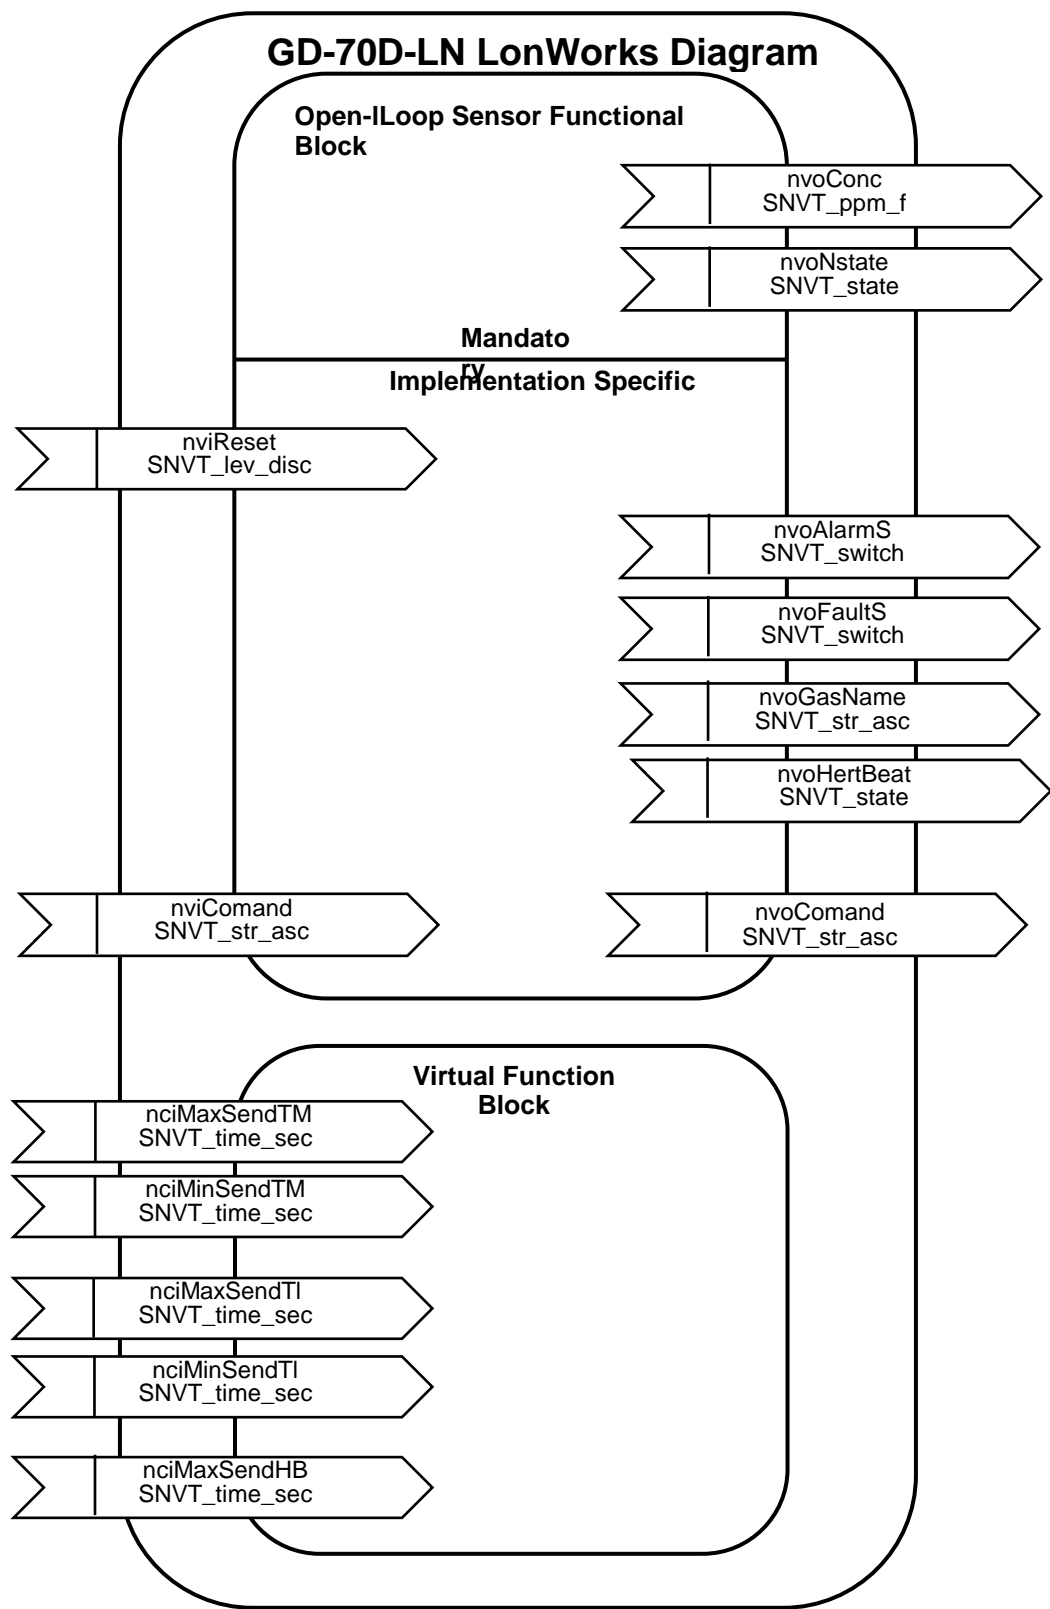 GD-70D-LN LonWorks Diagram
Open-lLoop Sensor Functional
Block
nvoConc
SNVT_ppm_f
nvoNstate
SNVT_state
Mandato
ry
Implementation Specific
nviReset
SNVT_lev_disc
nvoAlarmS
SNVT_switch
nvoFaultS
SNVT_switch
nvoGasName
SNVT_str_asc
nvoHertBeat
SNVT_state
nviComand
SNVT_str_asc
nvoComand
SNVT_str_asc
Virtual Function
Block
nciMaxSendTM
SNVT_time_sec
nciMinSendTM
SNVT_time_sec
nciMaxSendTl
SNVT_time_sec
nciMinSendTl
SNVT_time_sec
nciMaxSendHB
SNVT_time_sec